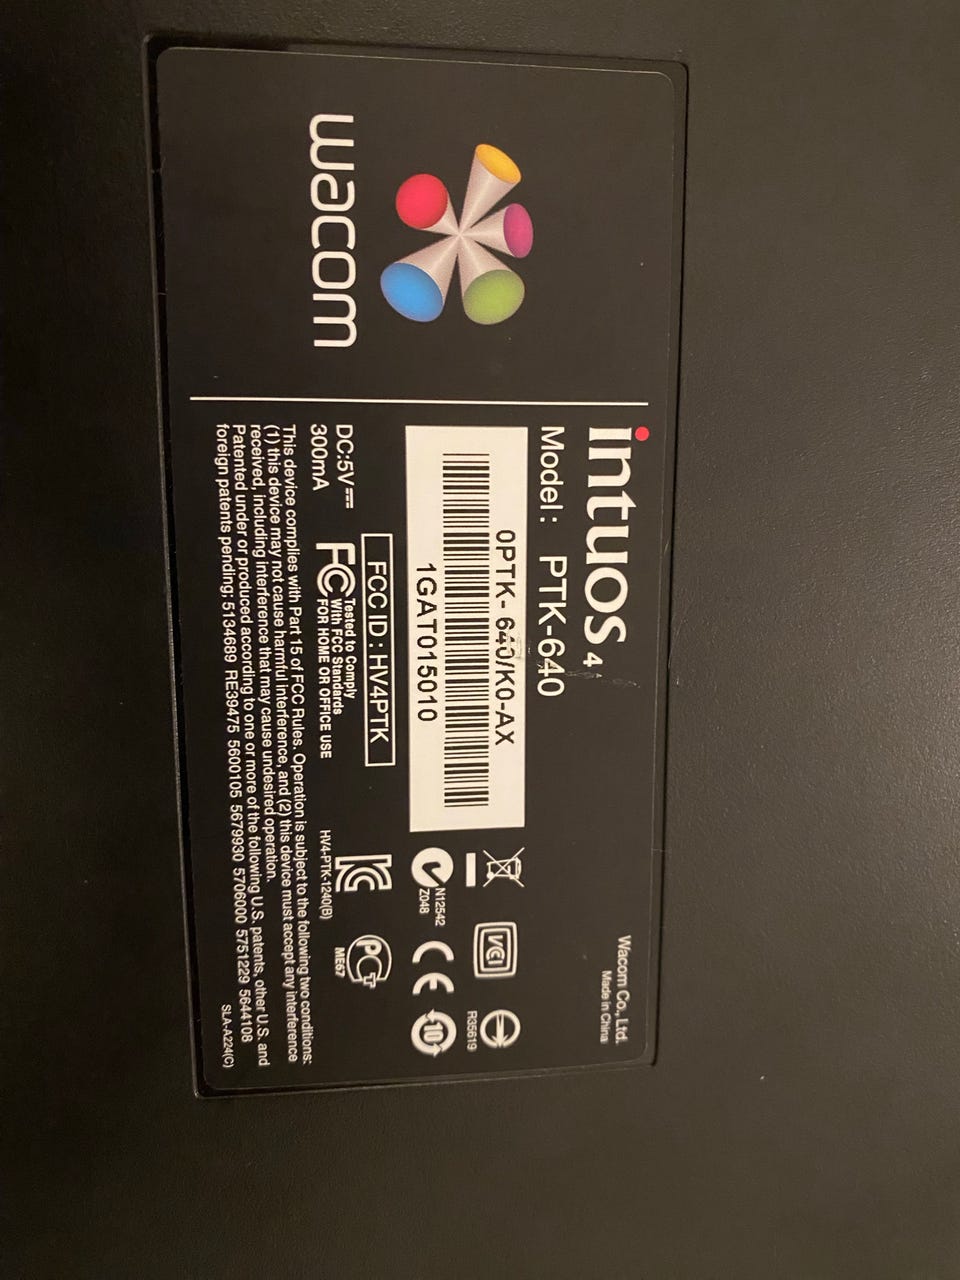 wacom
intuos4
Wacom Co., Ltd.
Made in China
Model: PTK-640
0PTK- 640/K0-AX
1GAT015010
VCI
R35619
N12542
Z048
CE
10
DC:5V
300mA
FCC ID : HV4PTK
FC
Tested to Comply
With FCC Standards
FOR HOME OR OFFICE USE
HV4-PTK-1240(B)
ME67
This device complies with Part 15 of FCC Rules. Operation is subject to the following two conditions:
(1) this device may not cause harmful interference, and (2) this device must accept any interference
received, including interference that may cause undesired operation.
Patented under or produced according to one or more of the following U.S. patents, other U.S. and
foreign patents pending; 5134689 RE39475 5600105 5679930 5706000 5751229 5644108
SLA-A224(C)